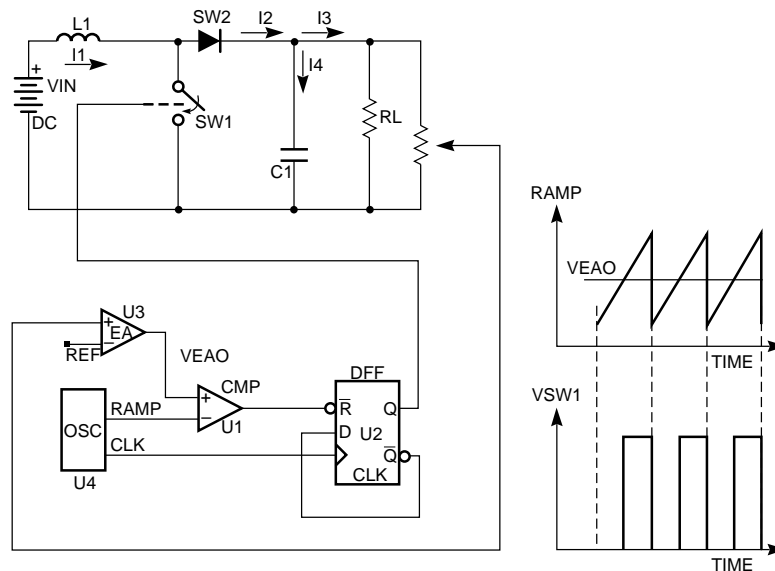 L1
SW2
I2
I3
I1
I4
+
VIN
DC
SW1
RL
C1
RAMP
VEAO
TIME
U3
+
EA
−
REF
VEAO
DFF
CMP
VSW1
RAMP
+
−
U1
R̅
Q
OSC
D
U2
CLK
Q̅
U4
CLK
TIME